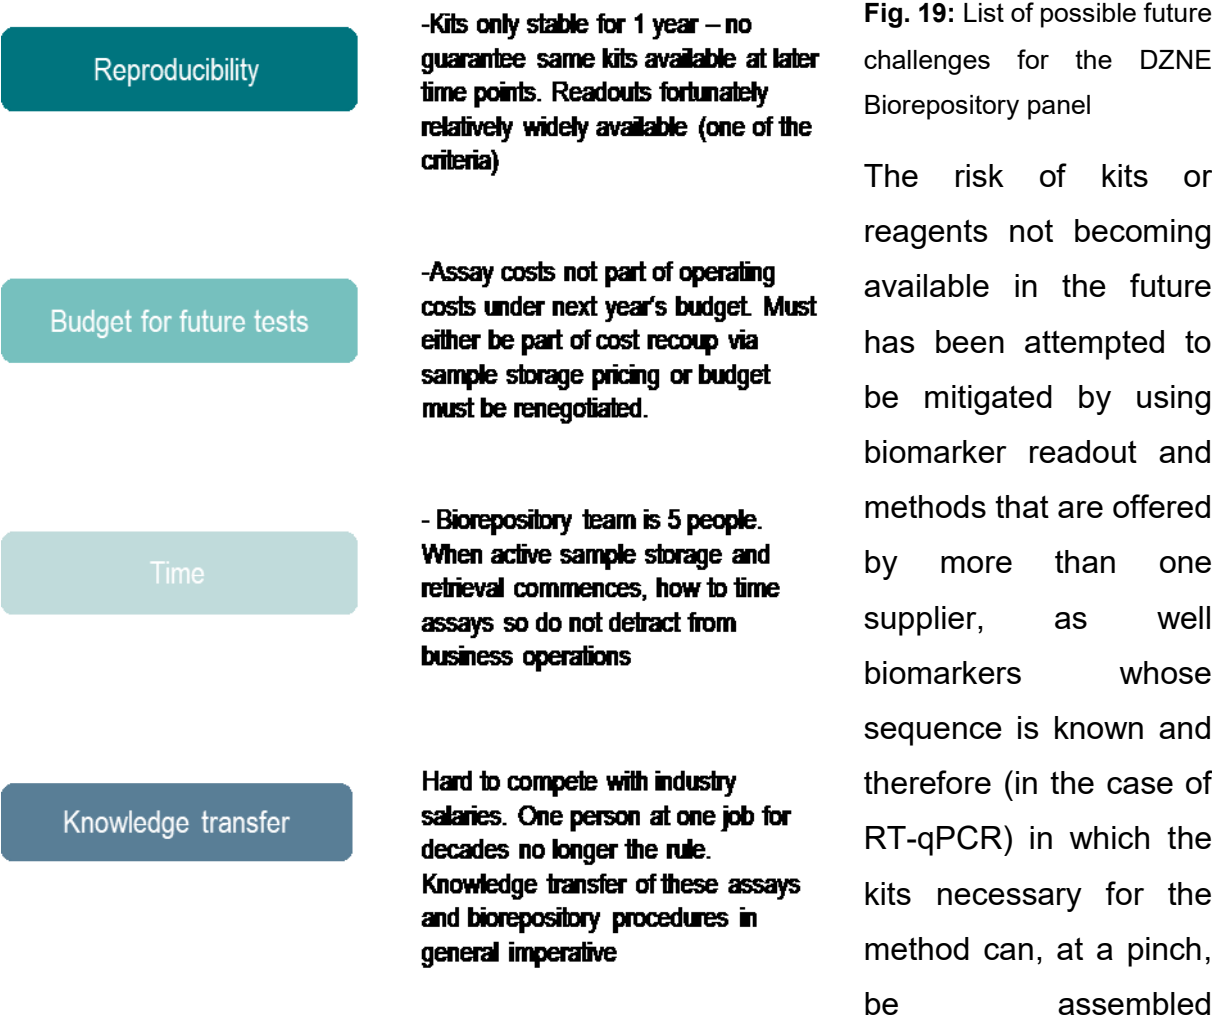 Reproducibility
-Kits only stable for 1 year – no
guarantee same kits available at later
time points. Readouts fortunately
relatively widely available (one of the
criteria)
Budget for future tests
-Assay costs not part of operating
costs under next year's budget. Must
either be part of cost recoup via
sample storage pricing or budget
must be renegotiated.
Time
- Biorepository team is 5 people.
When active sample storage and
retrieval commences, how to time
assays so do not detract from
business operations
Knowledge transfer
Hard to compete with industry
salaries. One person at one job for
decades no longer the rule.
Knowledge transfer of these assays
and biorepository procedures in
general imperative
Fig. 19: List of possible future
challenges for the DZNE
Biorepository panel
The risk of kits or
reagents not becoming
available in the future
has been attempted to
be mitigated by using
biomarker readout and
methods that are offered
by more than one
supplier, as well
biomarkers whose
sequence is known and
therefore (in the case of
RT-qPCR) in which the
kits necessary for the
method can, at a pinch,
be assembled